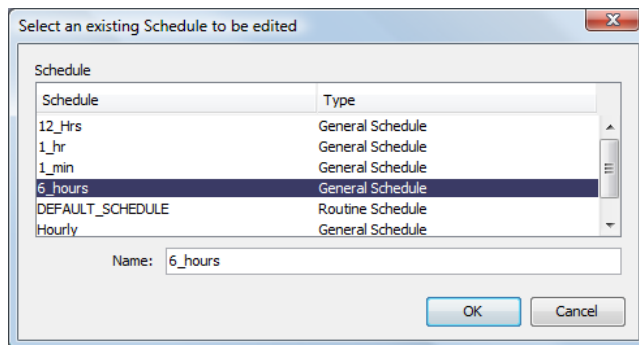 Select an existing Schedule to be edited
Schedule
Schedule Type
12_Hrs General Schedule
1_hr General Schedule
1_min General Schedule
6_hours General Schedule
DEFAULT_SCHEDULE Routine Schedule
Hourly General Schedule
Name: 6_hours
OK Cancel